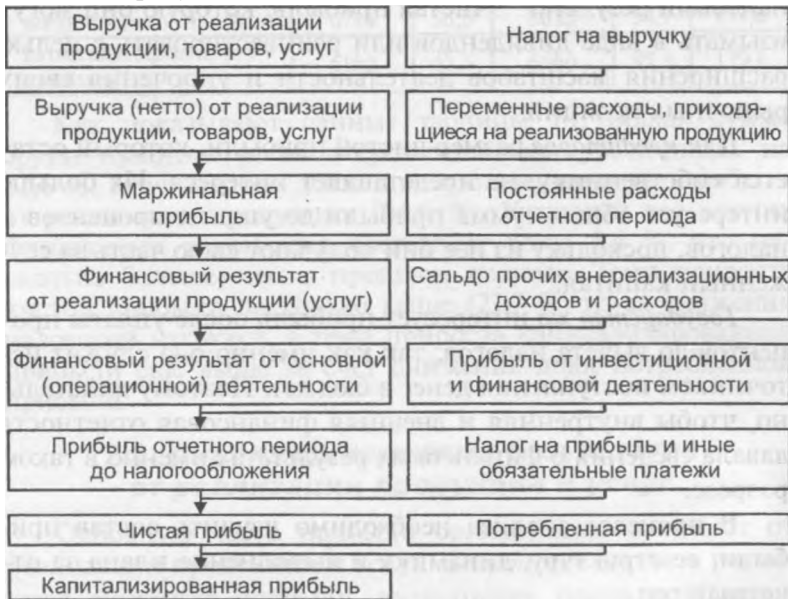 Выручка от реализации
продукции, товаров, услуг
Налог на выручку
Выручка (нетто) от реализации
продукции, товаров, услуг
Переменные расходы, приходя-
щиеся на реализованную продукцию
Маржинальная
прибыль
Постоянные расходы
отчетного периода
Финансовый результат
от реализации продукции (услуг)
Сальдо прочих внереализационных
доходов и расходов
Финансовый результат от основной
(операционной) деятельности
Прибыль от инвестиционной
и финансовой деятельности
Прибыль отчетного периода
до налогообложения
Налог на прибыль и иные
обязательные платежи
Чистая прибыль
Потребленная прибыль
Капитализированная прибыль